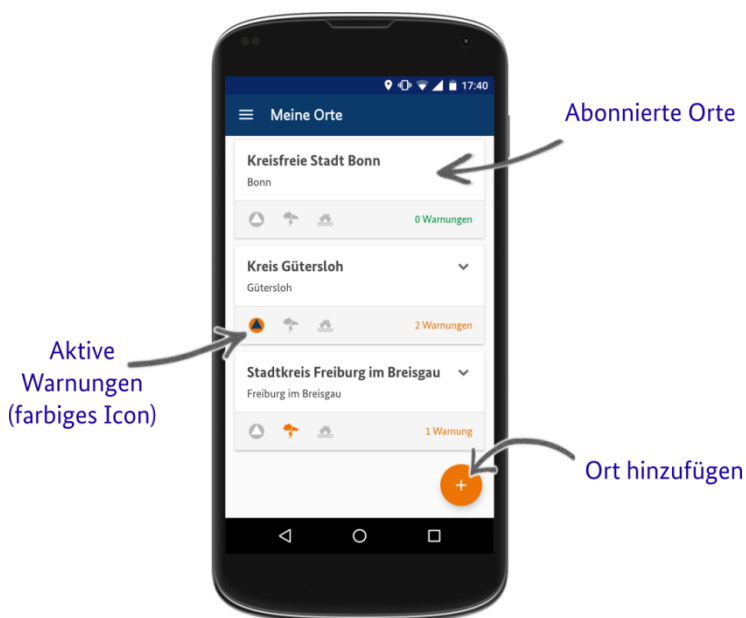 17:40
Meine Orte
Abonnierte Orte
Kreisfreie Stadt Bonn
Bonn
0 Warnungen
Kreis Gütersloh
Gütersloh
2 Warnungen
Aktive
Warnungen
(farbiges Icon)
Stadtkreis Freiburg im Breisgau
Freiburg im Breisgau
1 Warnung
+
Ort hinzufügen